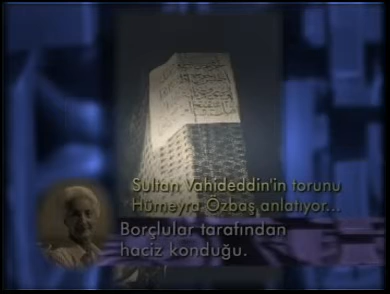 Sultan Vahideddin'in torunu
Hümeyra Özbaş anlatıyor...
Borçlular tarafından
haciz konduğu.